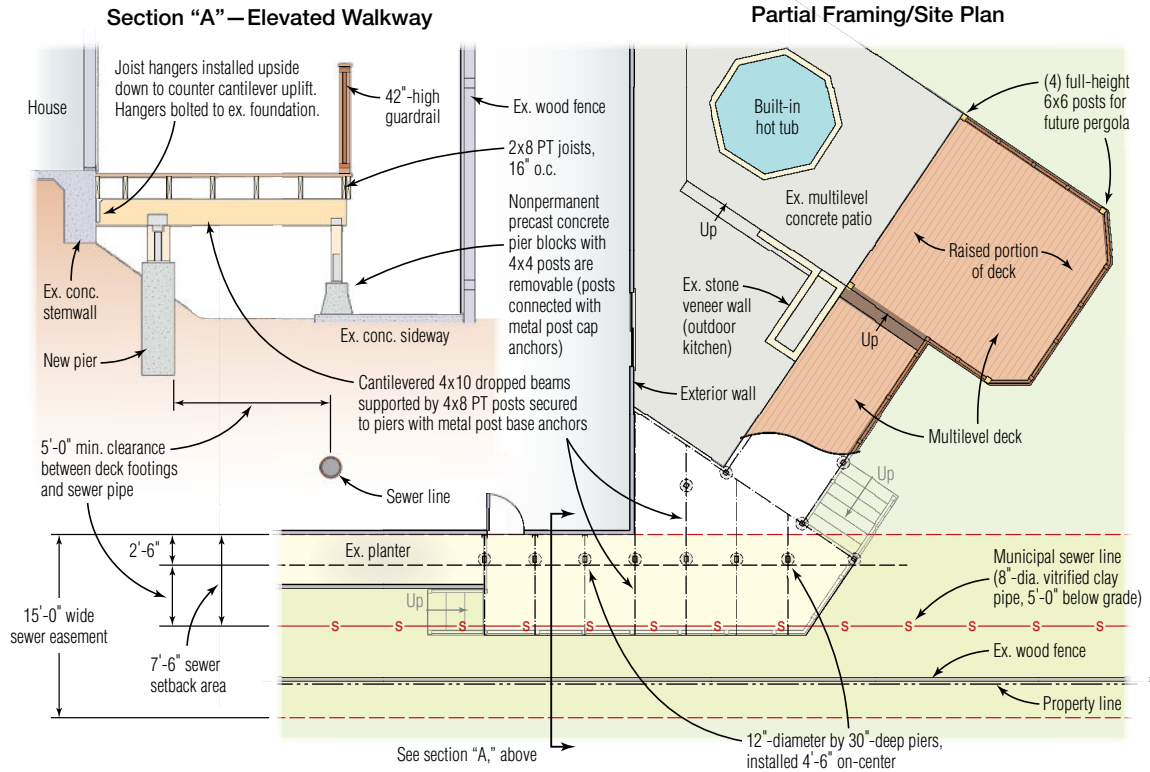 Section “A”—Elevated Walkway
Partial Framing/Site Plan
House
Joist hangers installed upside
down to counter cantilever uplift.
Hangers bolted to ex. foundation.
42"-high
guardrail
Ex. wood fence
2x8 PT joists,
16" o.c.
Nonpermanent
precast concrete
pier blocks with
4x4 posts are
removable (posts
connected with
metal post cap
anchors)
Ex. conc.
stemwall
New pier
Ex. conc. sideway
Cantilevered 4x10 dropped beams
supported by 4x8 PT posts secured
to piers with metal post base anchors
5'-0" min. clearance
between deck footings
and sewer pipe
Sewer line
Built-in
hot tub
(4) full-height
6x6 posts for
future pergola
Ex. multilevel
concrete patio
Up
Raised portion
of deck
Ex. stone
veneer wall
(outdoor
kitchen)
Up
Exterior wall
Multilevel deck
Up
2'-6"
Ex. planter
15'-0" wide
sewer easement
Up
7'-6" sewer
setback area
S S S S S S S S S S S S S
Municipal sewer line
(8"-dia. vitrified clay
pipe, 5'-0" below grade)
Ex. wood fence
Property line
See section “A,” above
12"-diameter by 30"-deep piers,
installed 4'-6" on-center